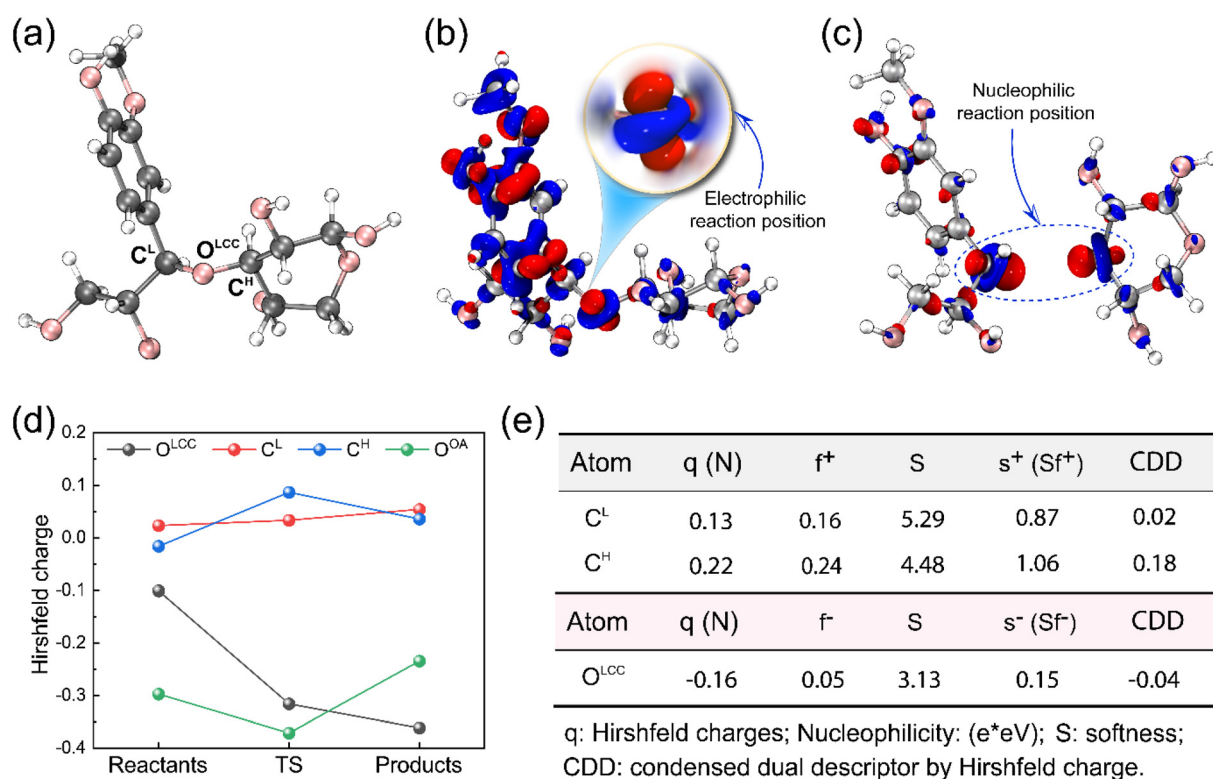 (a)
C^L
O^LCC
C^H
(b)
Electrophilic
reaction position
(c)
Nucleophilic
reaction position
(d)
Hirshfeld charge
0.2
0.1
0.0
-0.1
-0.2
-0.3
-0.4
O^LCC C^L C^H O^OA
Reactants TS Products
(e)
Atom q (N) f⁺ S s⁺ (Sf⁺) CDD
C^L 0.13 0.16 5.29 0.87 0.02
C^H 0.22 0.24 4.48 1.06 0.18
Atom q (N) f⁻ S s⁻ (Sf⁻) CDD
O^LCC -0.16 0.05 3.13 0.15 -0.04
q: Hirshfeld charges; Nucleophilicity: (e*eV); S: softness;
CDD: condensed dual descriptor by Hirshfeld charge.